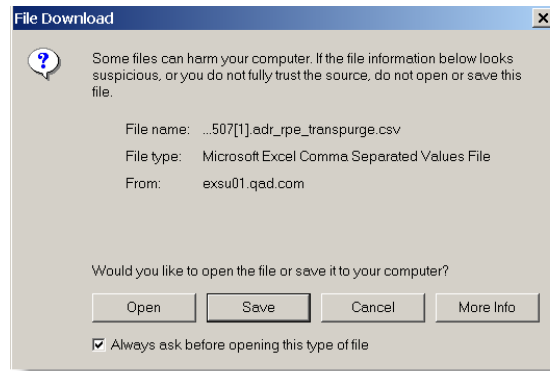 File Download
Some files can harm your computer. If the file information below looks
suspicious, or you do not fully trust the source, do not open or save this
file.
File name: ...507[1].adr_rpe_transpurge.csv
File type: Microsoft Excel Comma Separated Values File
From: exsu01.qad.com
Would you like to open the file or save it to your computer?
Open Save Cancel More Info
Always ask before opening this type of file